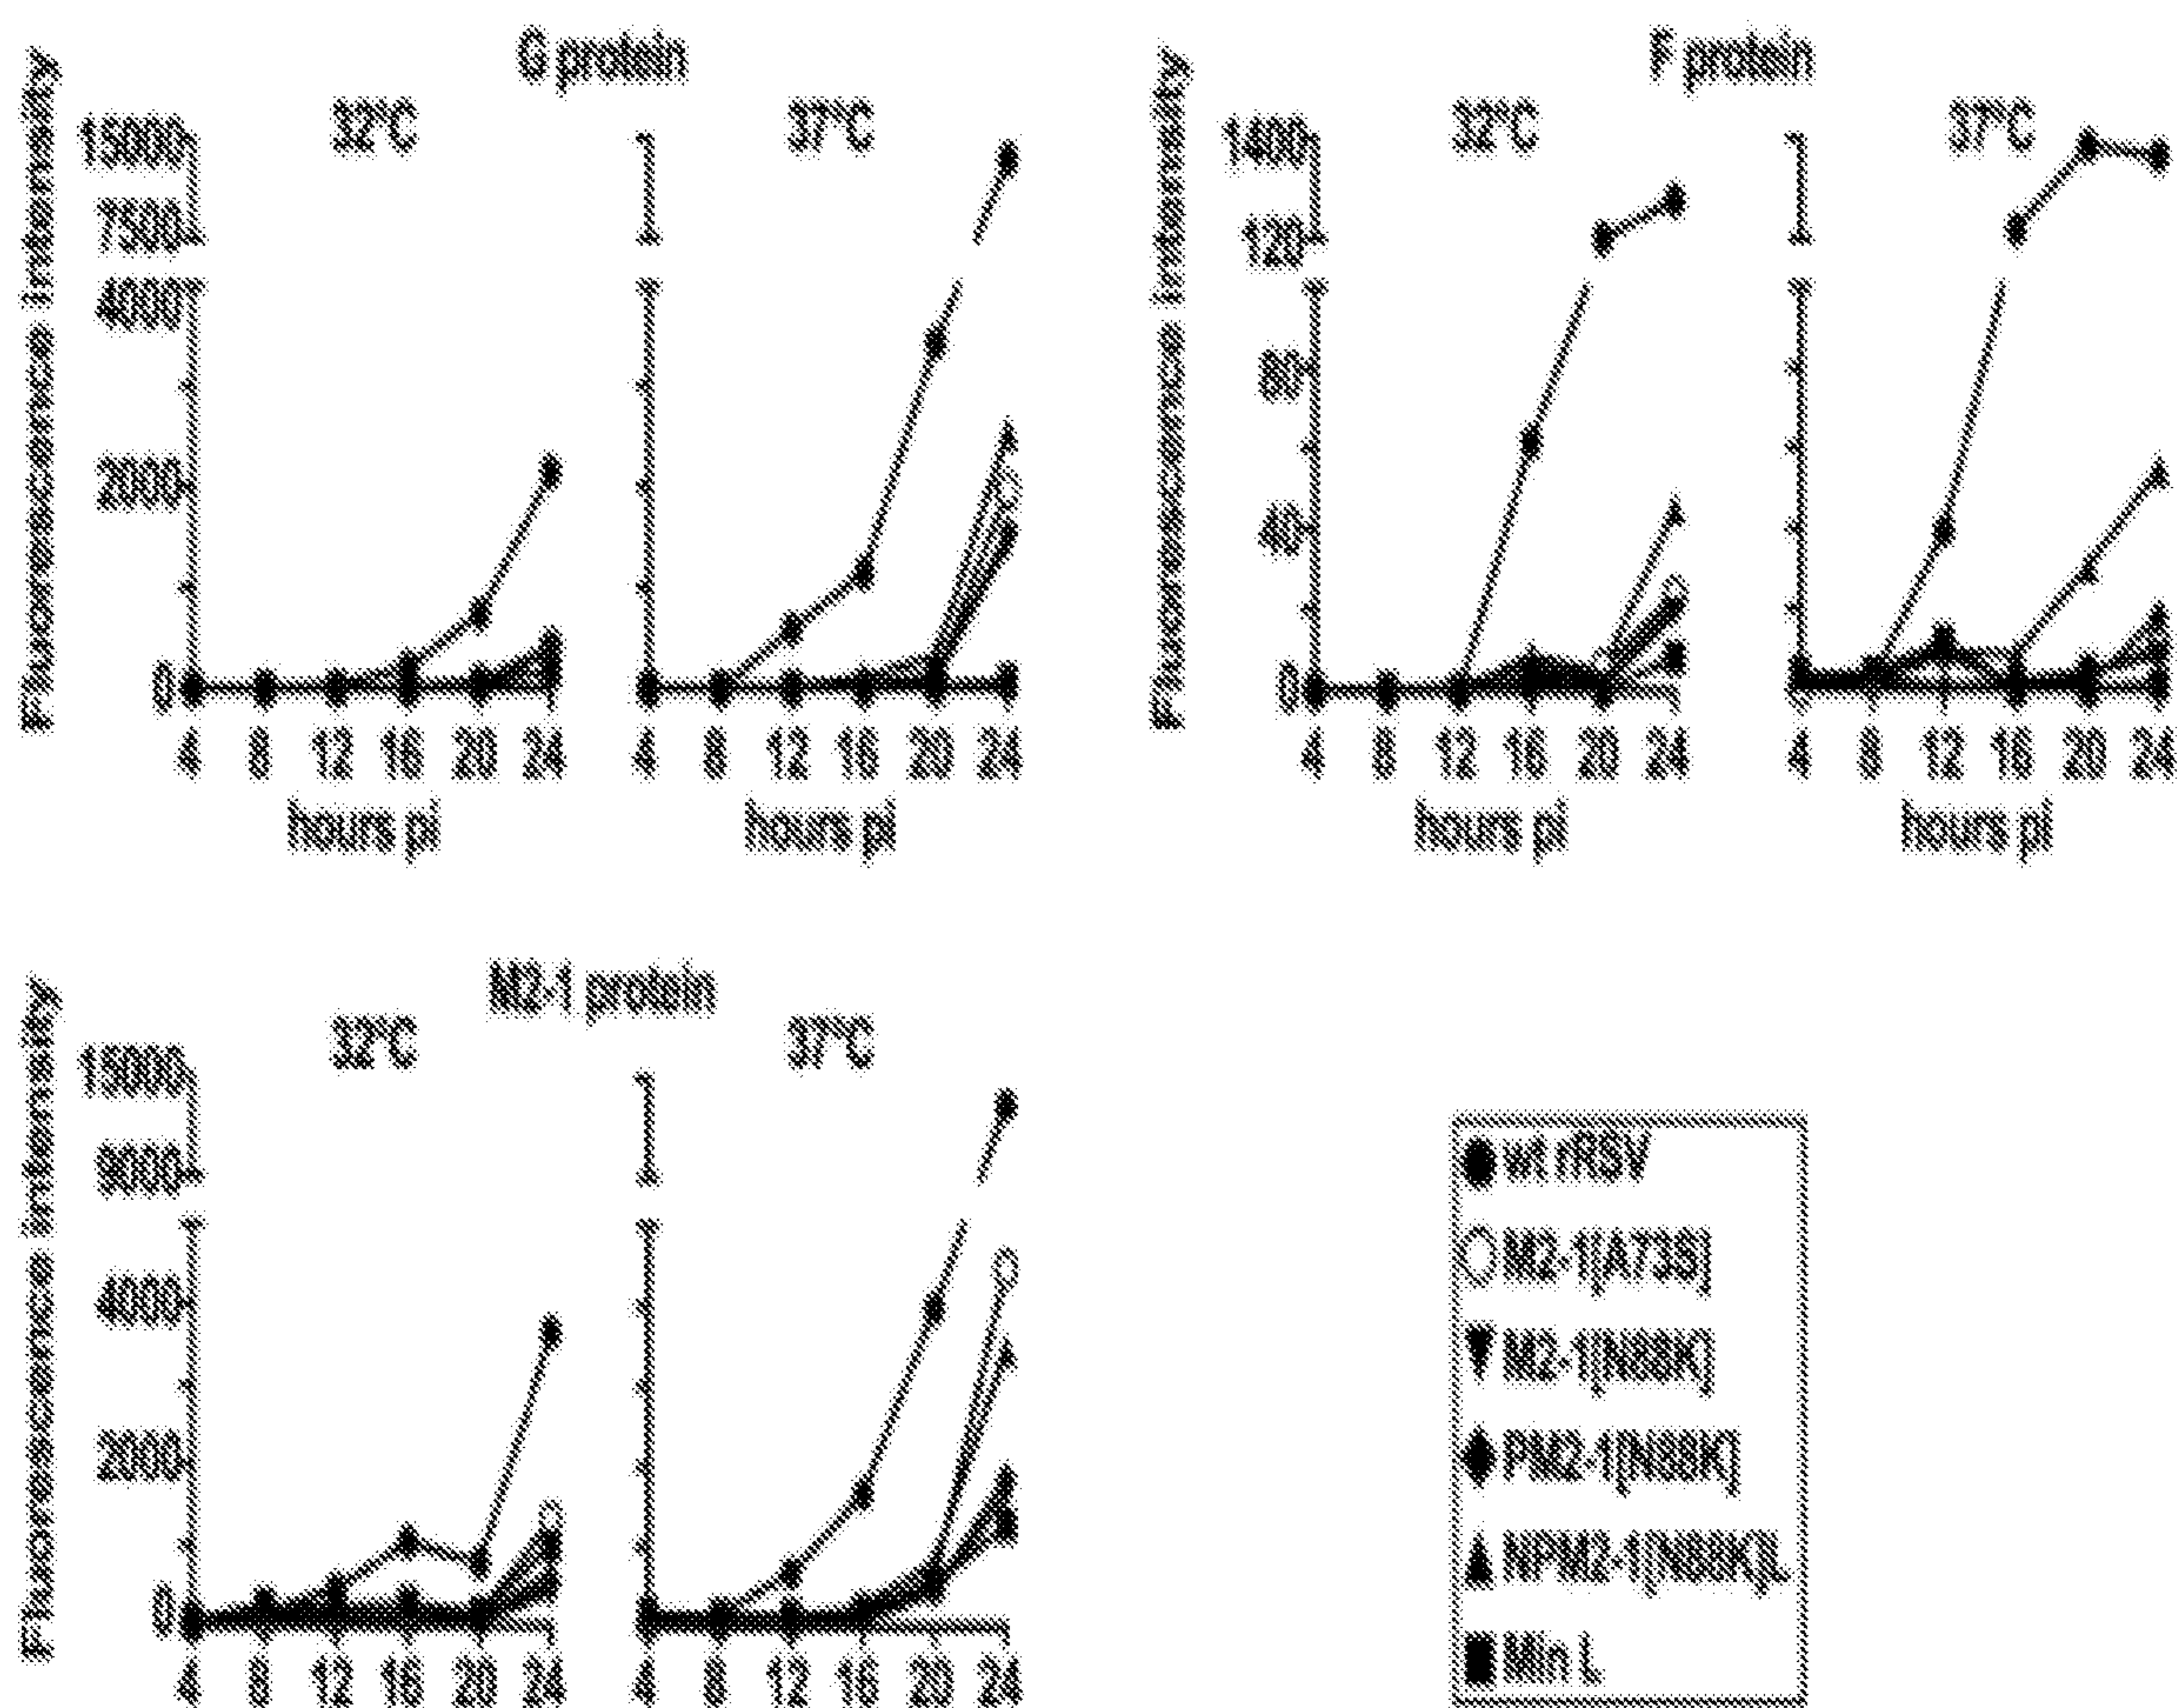 G protein
32°C
37°C
Fluorescence intensity
15000
7500
4000
2000
0
4 8 12 16 20 24
4 8 12 16 20 24
hours pi
hours pi
F protein
32°C
37°C
Fluorescence intensity
1400
120
80
40
0
4 8 12 16 20 24
4 8 12 16 20 24
hours pi
hours pi
M2-1 protein
32°C
37°C
Fluorescence intensity
15000
9000
4000
2000
0
4 8 12 16 20 24
4 8 12 16 20 24
wt rRSV
M2-1[A73S]
M2-1[N88K]
PM2-1[N88K]
NPM2-1[N88K]L
Min L